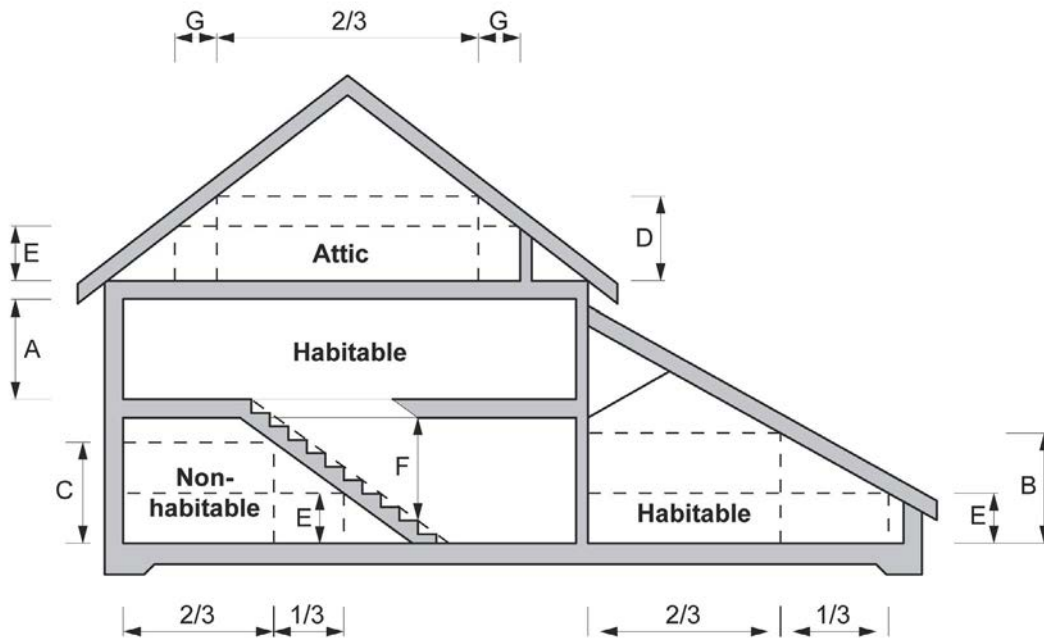 G 2/3 G
D
E
Attic
A
Habitable
F
C
Non-
habitable
E
B
Habitable
E
2/3 1/3 2/3 1/3